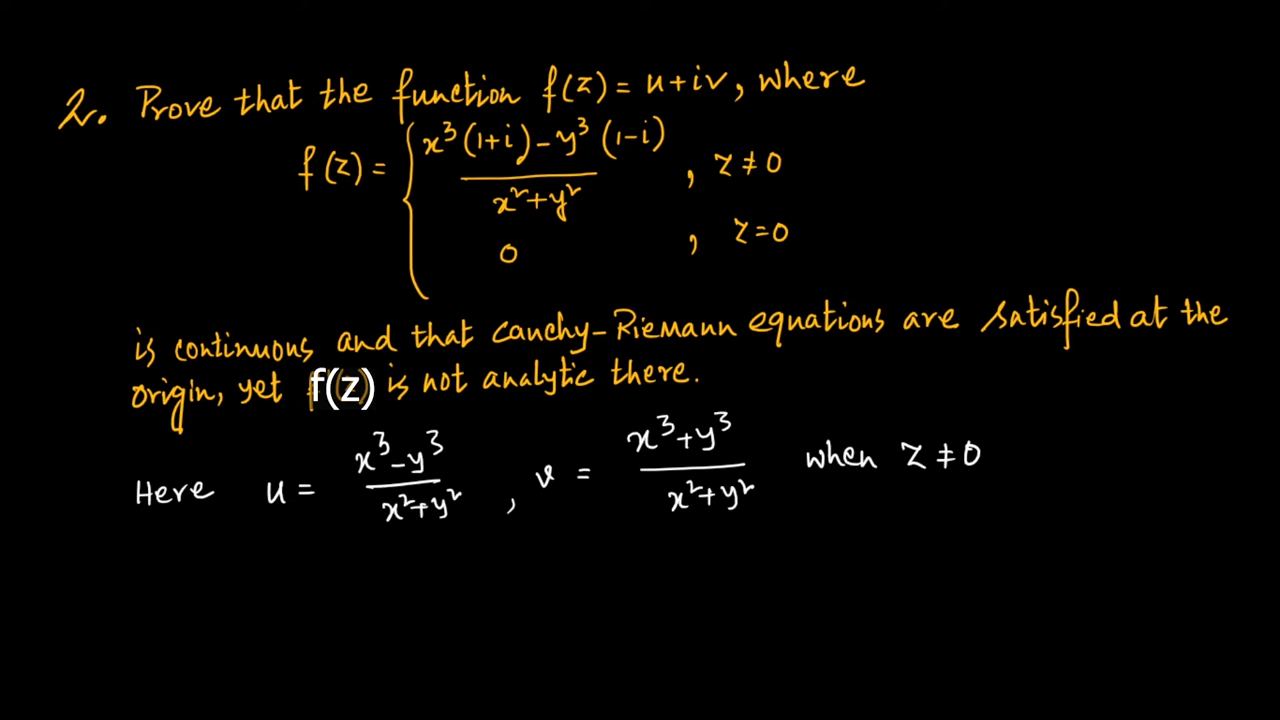 2. Prove that the function f(z) = u+iv, where
f(z) = { x³(1+i) - y³(1-i)
x²+y² , z ≠ 0
0 , z = 0
is continuous and that Cauchy-Riemann equations are satisfied at the
origin, yet f(z) is not analytic there.
Here u = (x³-y³)/(x²+y²) , v = (x³+y³)/(x²+y²) when z ≠ 0